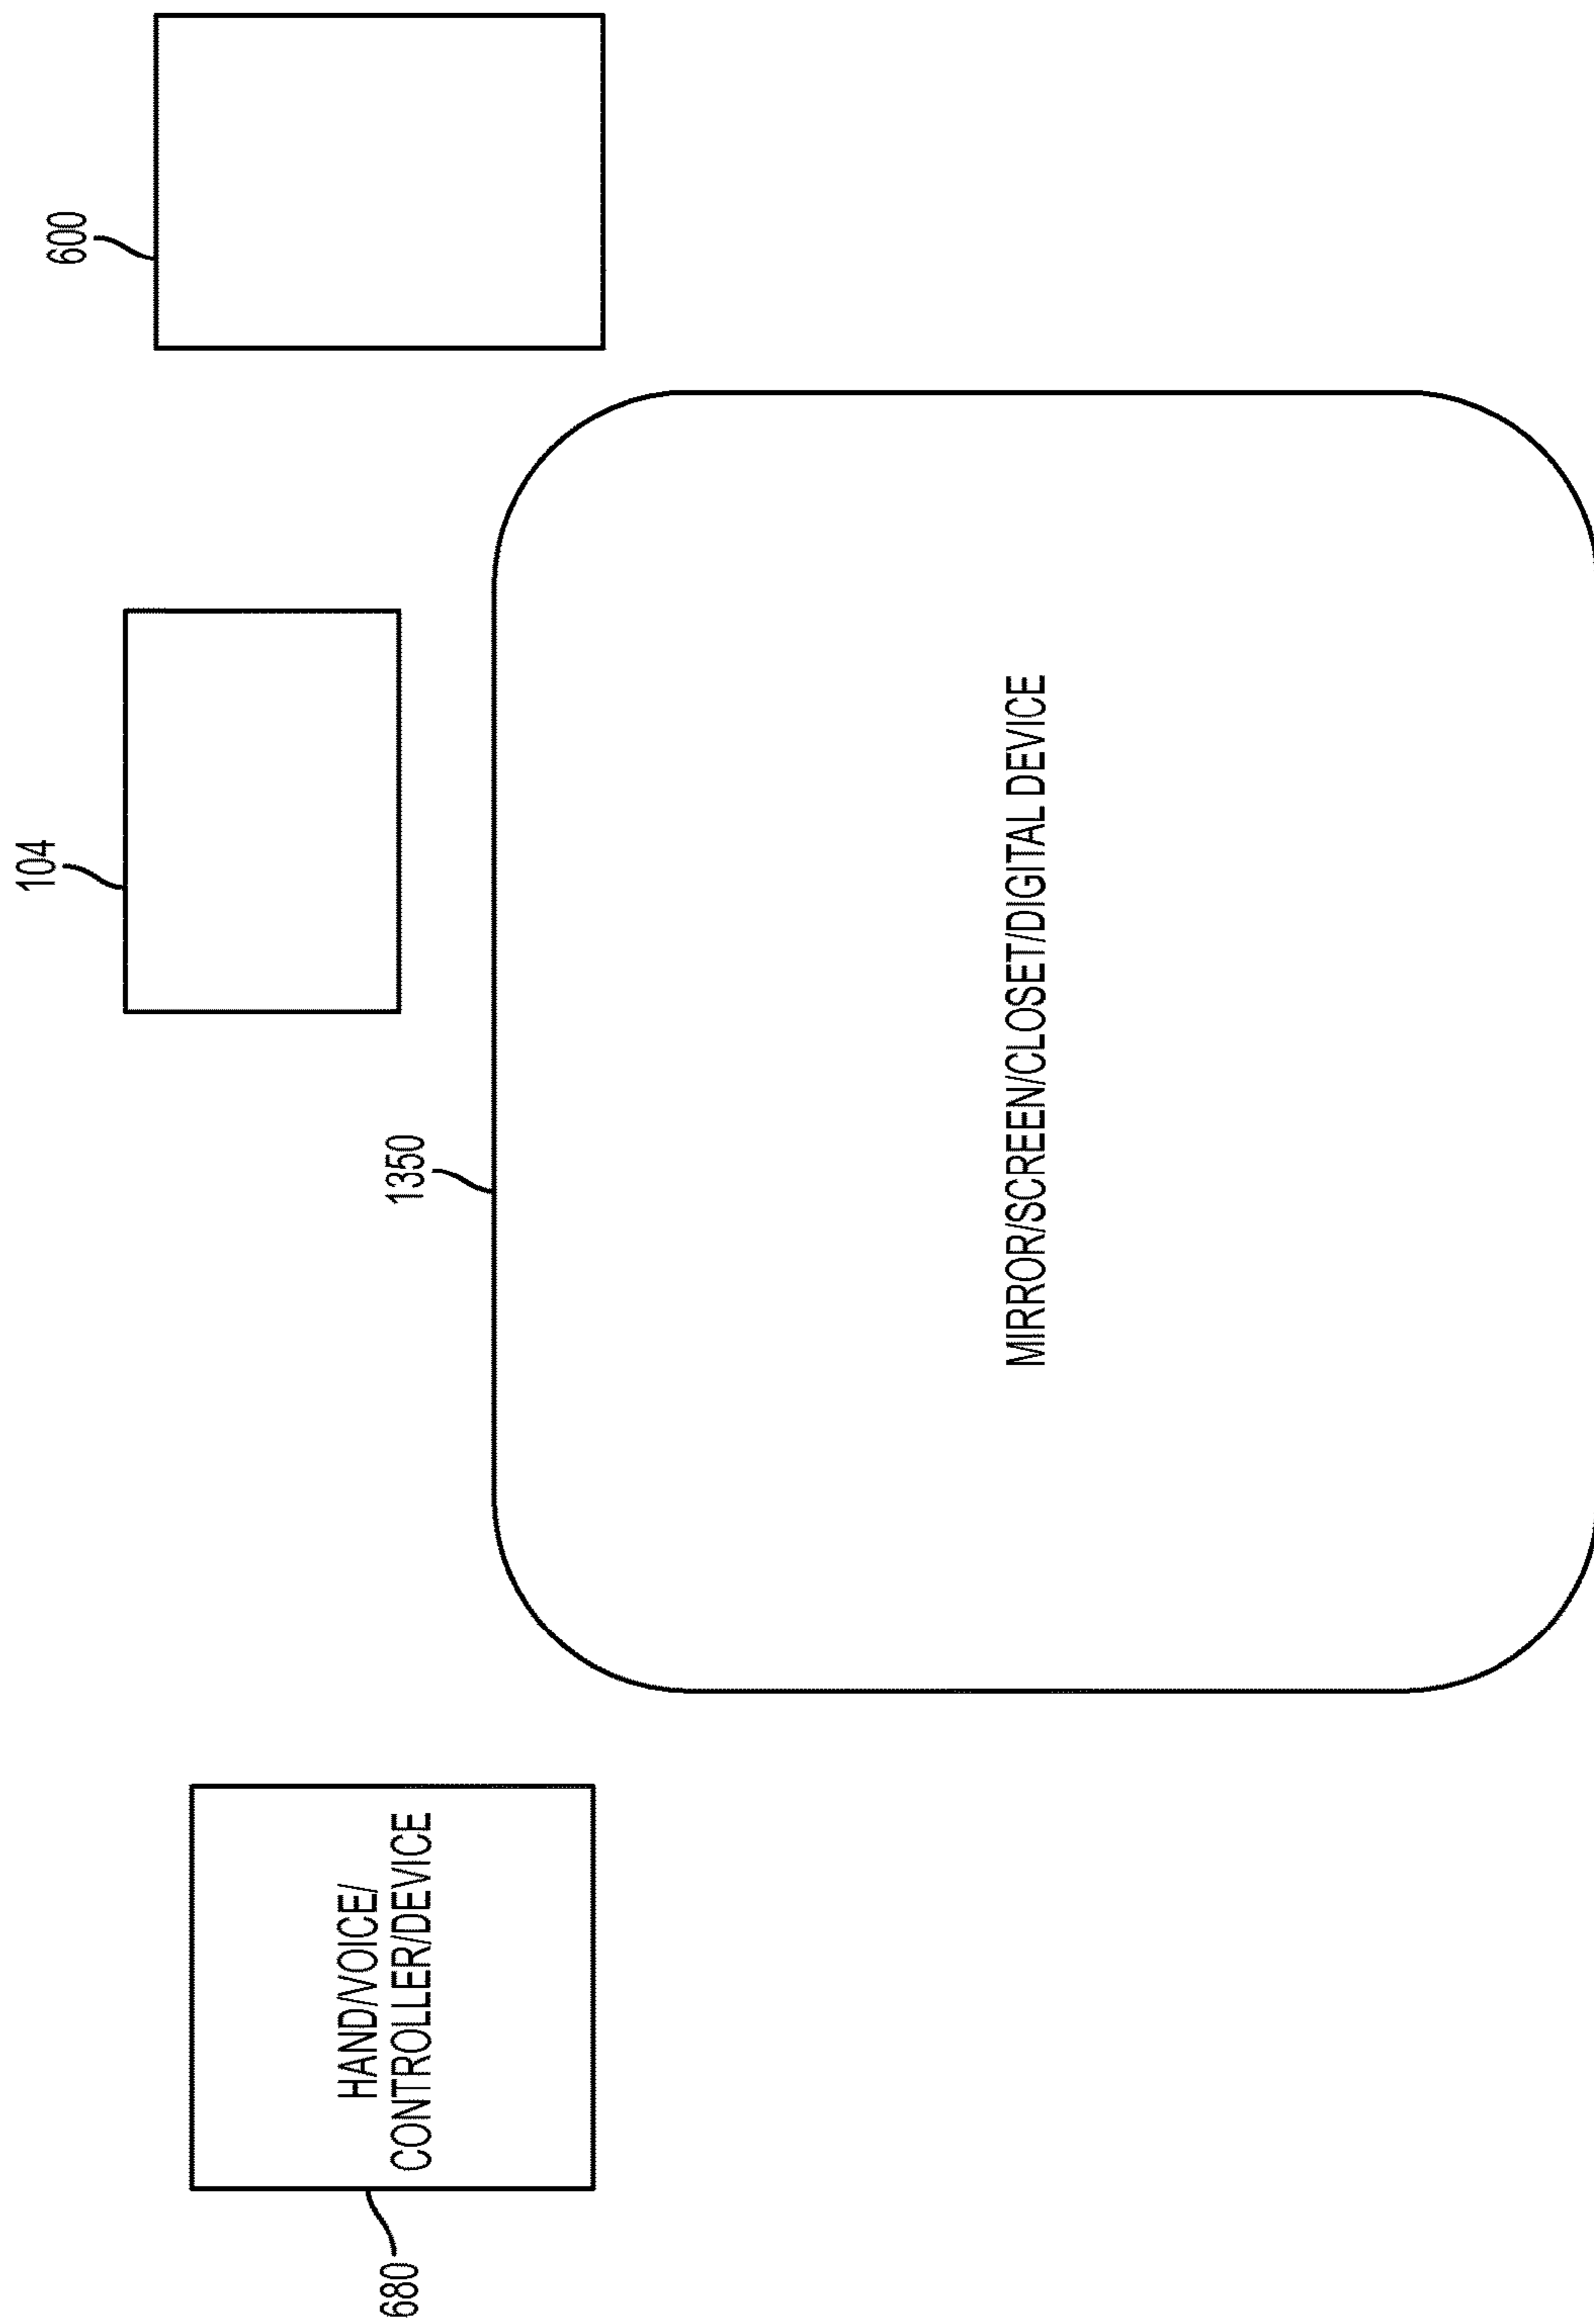 600
104
1350
MIRROR/SCREEN/CLOSET/DIGITAL DEVICE
HAND/VOICE/
CONTROLLER/DEVICE
680